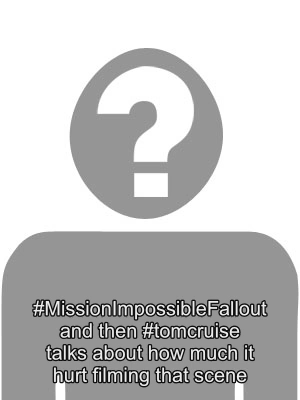 #MissionImpossibleFallout
and then #tomcruise
talks about how much it
hurt filming that scene